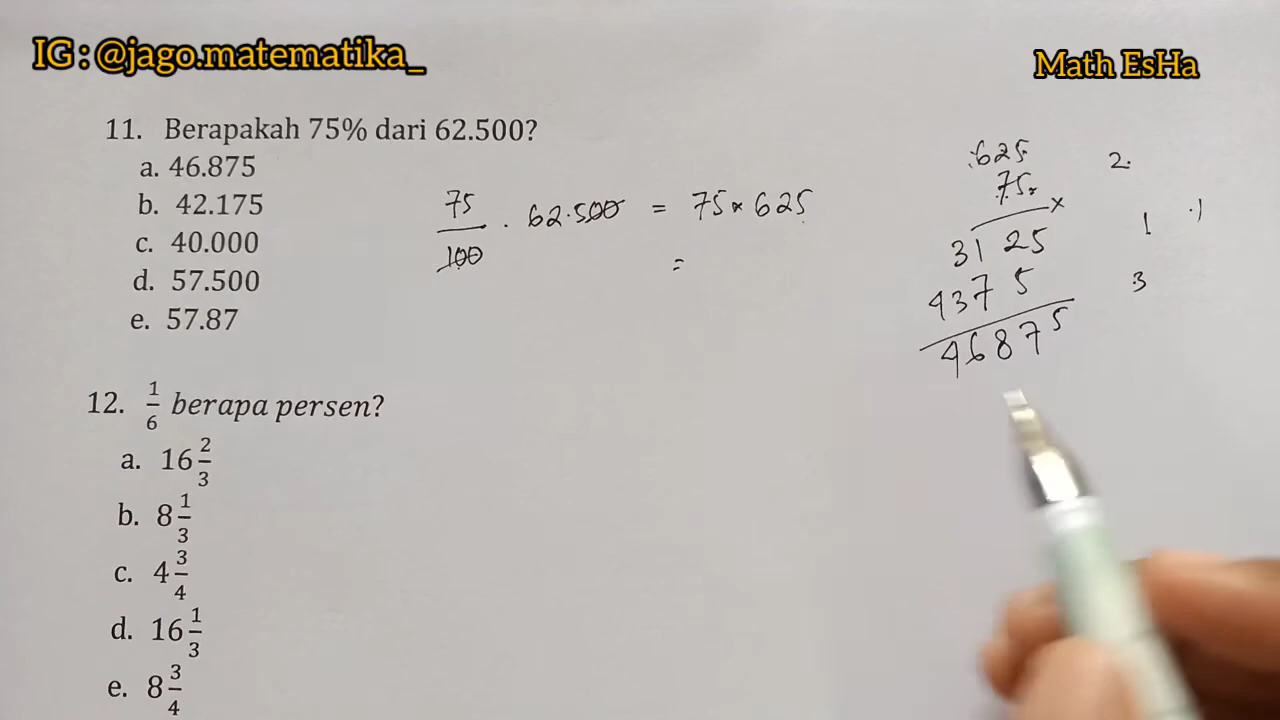 IG : @jago.matematika_
Math EsHa
11. Berapakah 75% dari 62.500?
a. 46.875
b. 42.175
c. 40.000
d. 57.500
e. 57.87
75/100 . 62.500 = 75 × 625
=
625
75
×
3125
4375
46875
2
1 1
3
12. 1/6 berapa persen?
a. 16 2/3
b. 8 1/3
c. 4 3/4
d. 16 1/3
e. 8 3/4